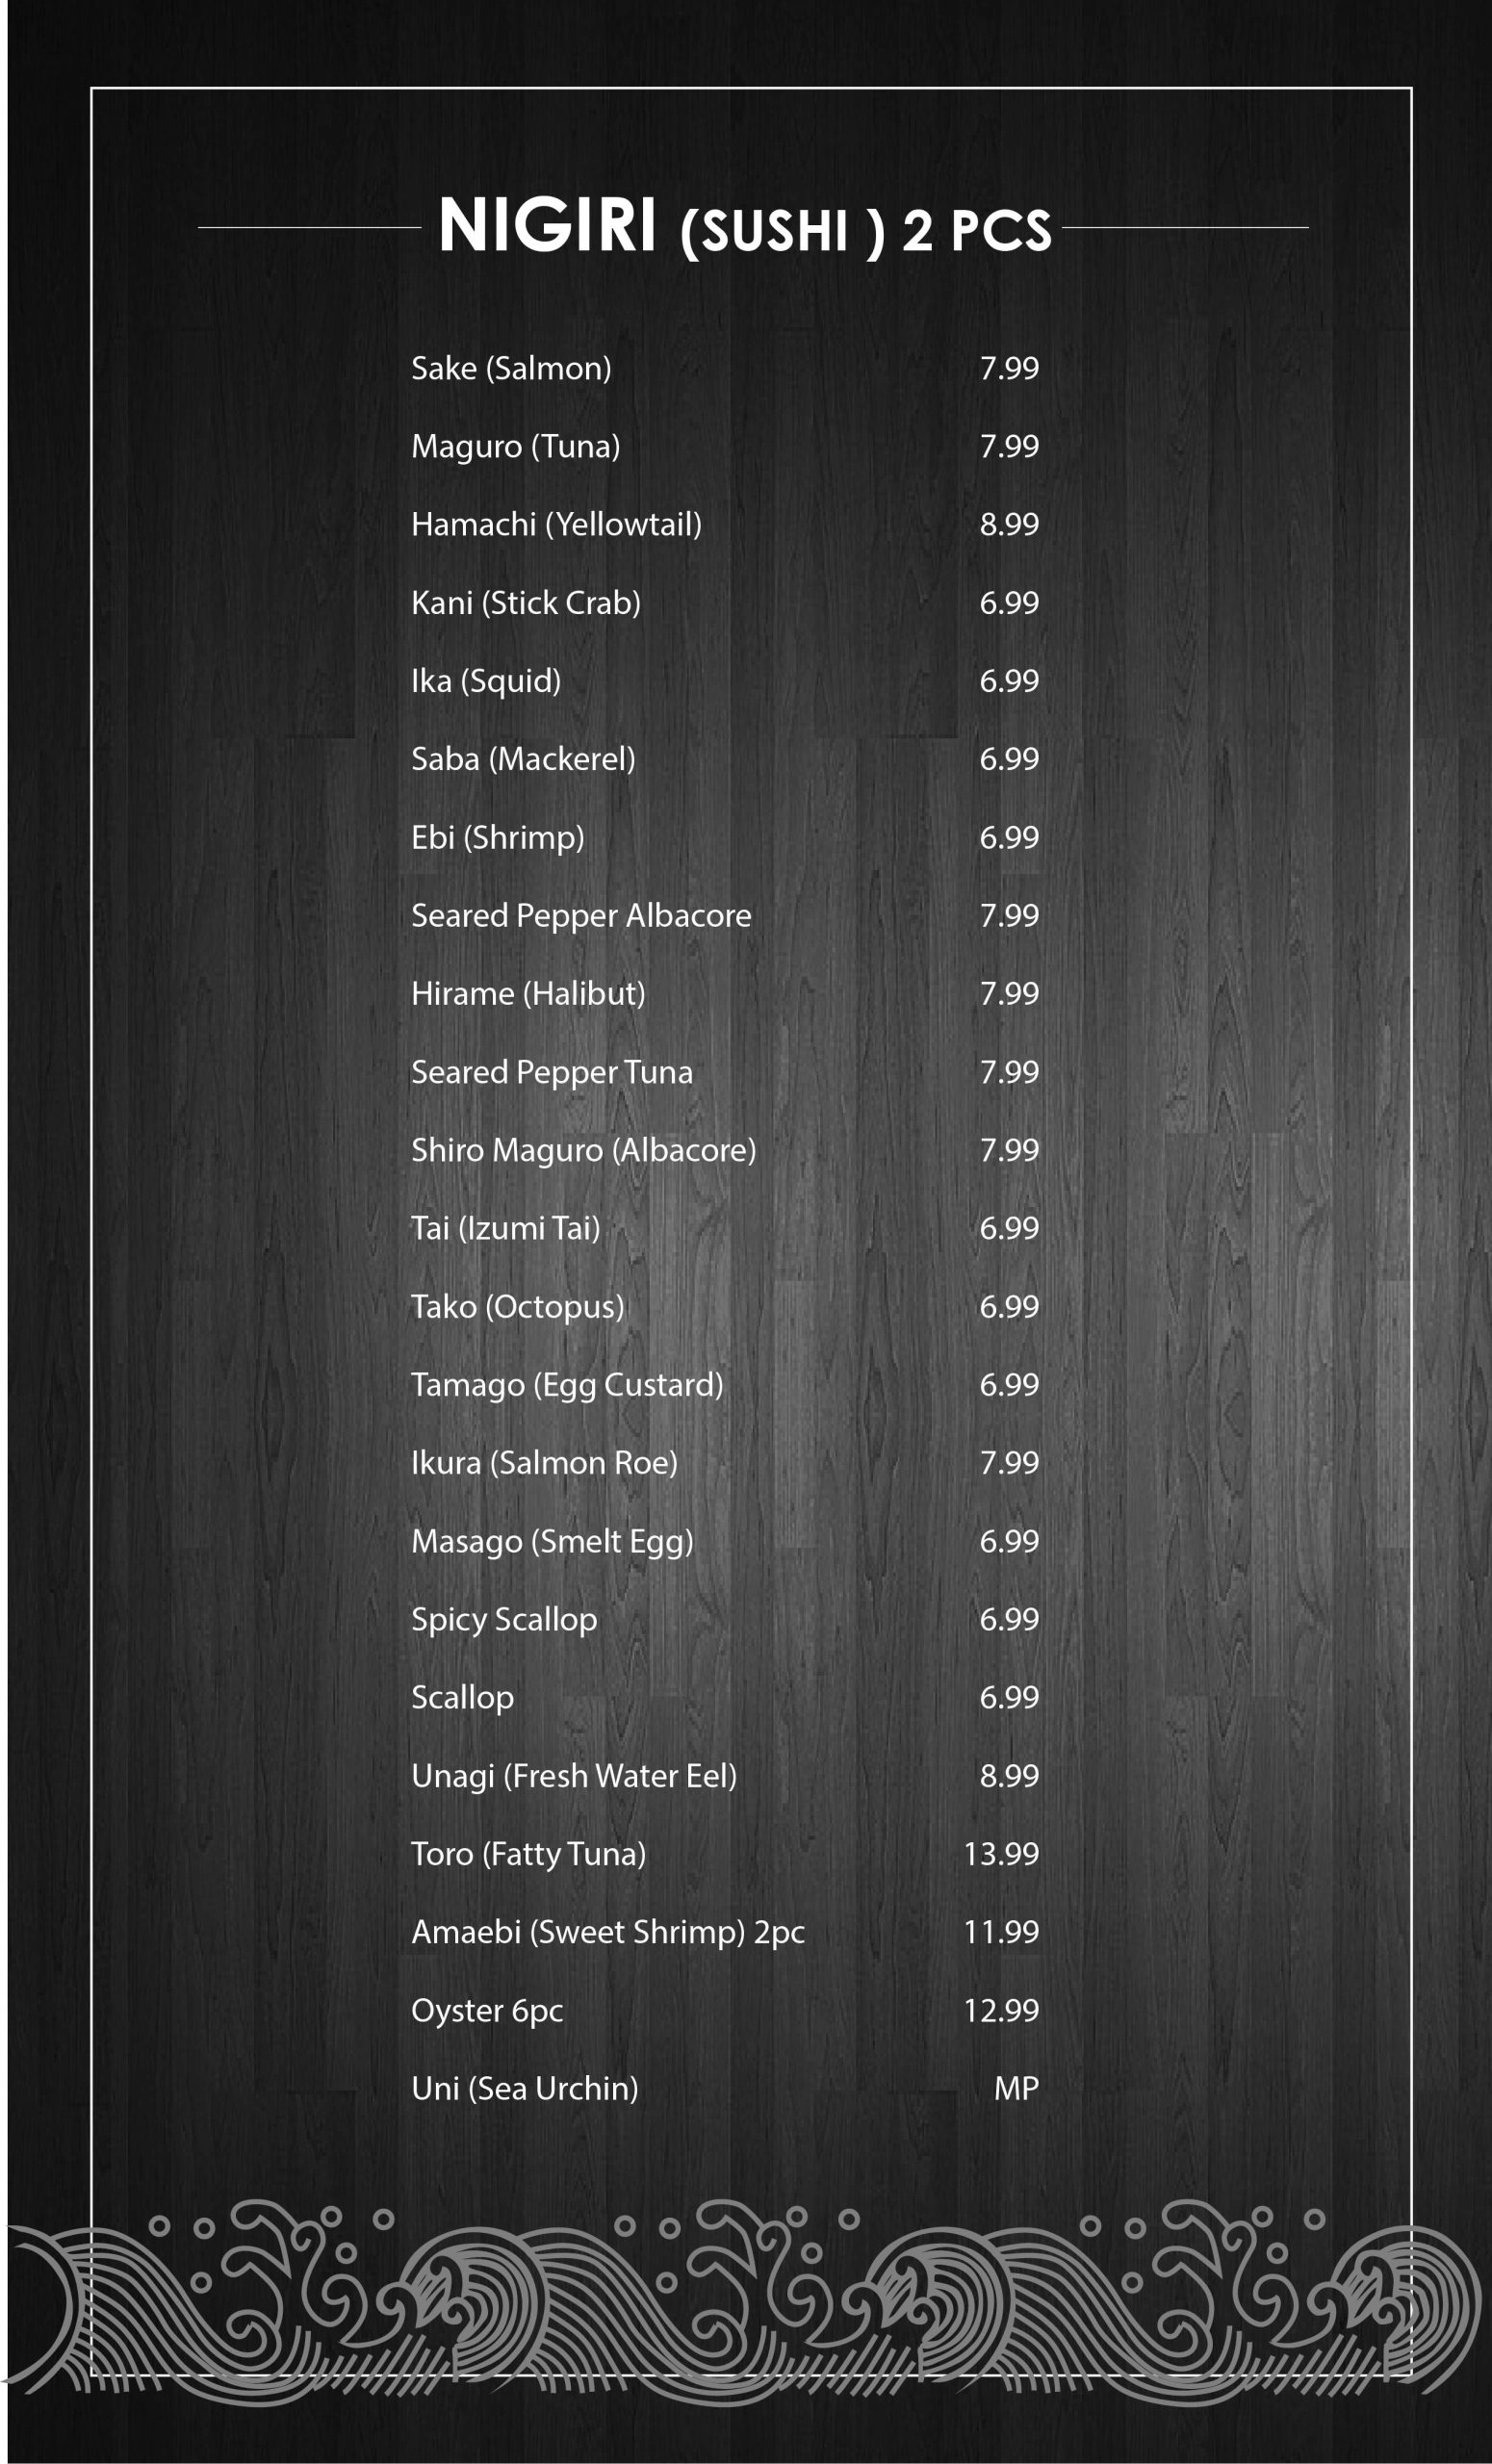 NIGIRI (SUSHI ) 2 PCS
Sake (Salmon) 7.99
Maguro (Tuna) 7.99
Hamachi (Yellowtail) 8.99
Kani (Stick Crab) 6.99
Ika (Squid) 6.99
Saba (Mackerel) 6.99
Ebi (Shrimp) 6.99
Seared Pepper Albacore 7.99
Hirame (Halibut) 7.99
Seared Pepper Tuna 7.99
Shiro Maguro (Albacore) 7.99
Tai (Izumi Tai) 6.99
Tako (Octopus) 6.99
Tamago (Egg Custard) 6.99
Ikura (Salmon Roe) 7.99
Masago (Smelt Egg) 6.99
Spicy Scallop 6.99
Scallop 6.99
Unagi (Fresh Water Eel) 8.99
Toro (Fatty Tuna) 13.99
Amaebi (Sweet Shrimp) 2pc 11.99
Oyster 6pc 12.99
Uni (Sea Urchin) MP